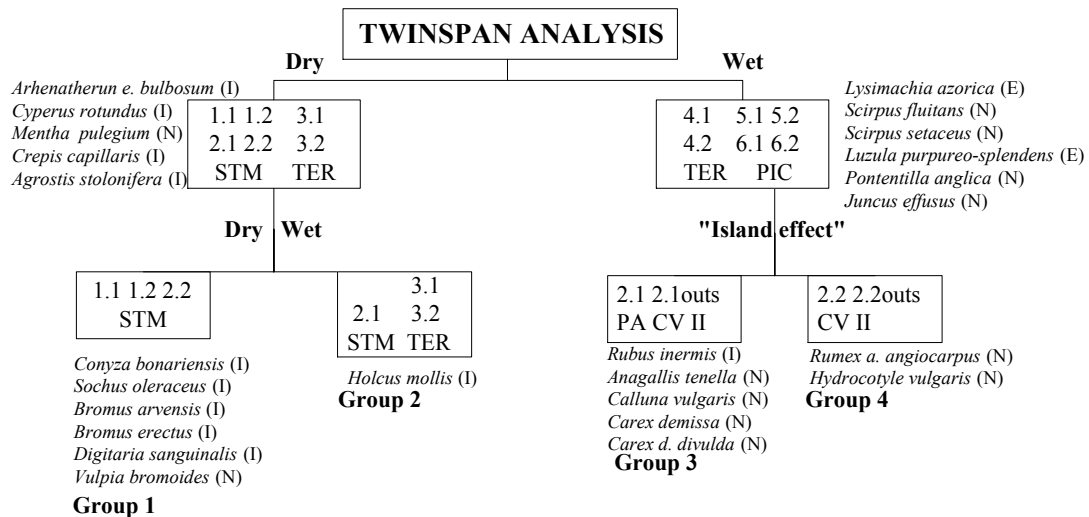 TWINSPAN ANALYSIS
Dry
Wet
Arhenatherun e. bulbosum (I)
Cyperus rotundus (I)
Mentha pulegium (N)
Crepis capillaris (I)
Agrostis stolonifera (I)
1.1 1.2 3.1
2.1 2.2 3.2
STM TER
4.1 5.1 5.2
4.2 6.1 6.2
TER PIC
Lysimachia azorica (E)
Scirpus fluitans (N)
Scirpus setaceus (N)
Luzula purpureo-splendens (E)
Pontentilla anglica (N)
Juncus effusus (N)
Dry Wet
"Island effect"
1.1 1.2 2.2
STM
3.1
2.1 3.2
STM TER
2.1 2.1outs
PA CV II
2.2 2.2outs
CV II
Conyza bonariensis (I)
Sochus oleraceus (I)
Bromus arvensis (I)
Bromus erectus (I)
Digitaria sanguinalis (I)
Vulpia bromoides (N)
Group 1
Holcus mollis (I)
Group 2
Rubus inermis (I)
Anagallis tenella (N)
Calluna vulgaris (N)
Carex demissa (N)
Carex d. divulda (N)
Group 3
Rumex a. angiocarpus (N)
Hydrocotyle vulgaris (N)
Group 4